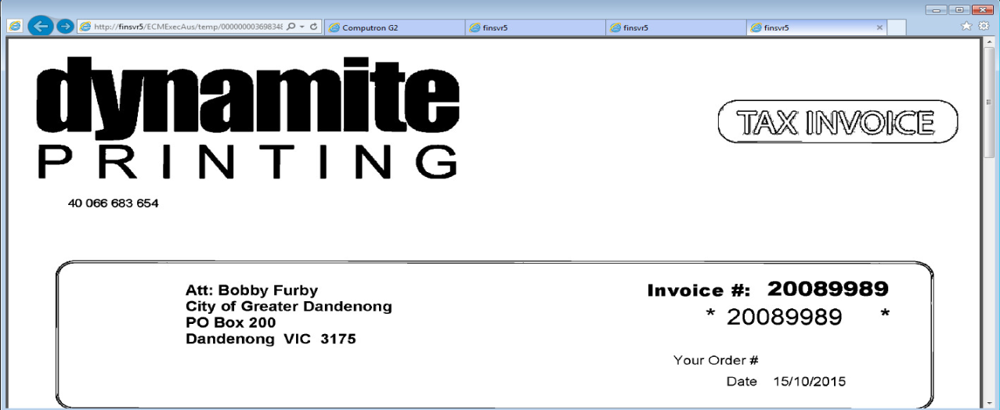 http://finsvr5/ECMExecAus/temp/00000003698348
Computron G2
finsvr5
finsvr5
finsvr5
dynamite
PRINTING
TAX INVOICE
40 066 683 654
Att: Bobby Furby
City of Greater Dandenong
PO Box 200
Dandenong VIC 3175
Invoice #: 20089989
* 20089989 *
Your Order #
Date 15/10/2015